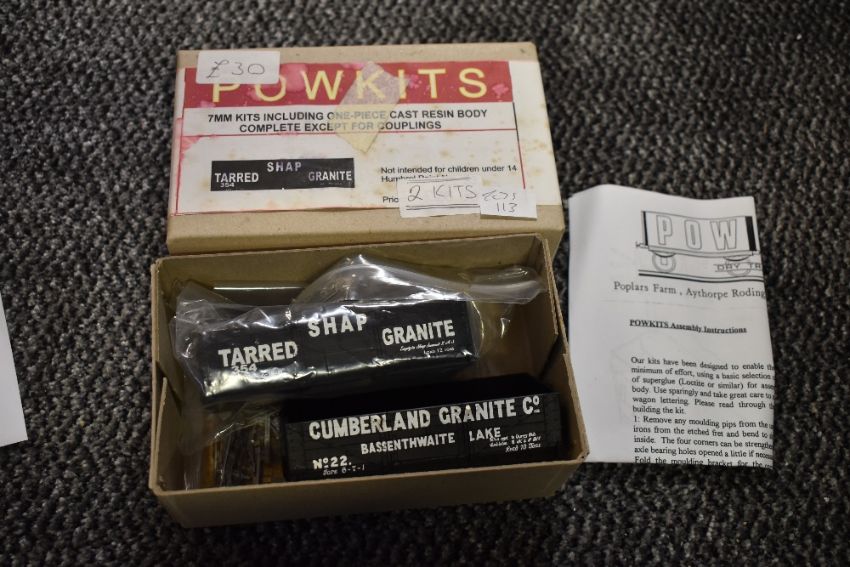 £30
POWKITS
7MM KITS INCLUDING ONE-PIECE CAST RESIN BODY
COMPLETE EXCEPT FOR COUPLINGS
SHAP
TARRED GRANITE
354
Not intended for children under 14
2 KITS
113
SHAP
TARRED GRANITE
354
CUMBERLAND GRANITE Co
BASSENTHWAITE LAKE
No 22.
POW
DRY TR
Poplars Farm , Aythorpe Roding
POWKITS Assembly Instructions
Our kits have been designed to enable the
minimum of effort, using a basic selection
of superglue (Loctite or similar) for asse
body. Use sparingly and take great care to
wagon lettering. Please read through th
building the kit.
1: Remove any moulding pips from the
irons from the etched fret and bend to
inside. The four corners can be strengthe
axle bearing holes opened a little if neces
Fold the moulding bracket for the